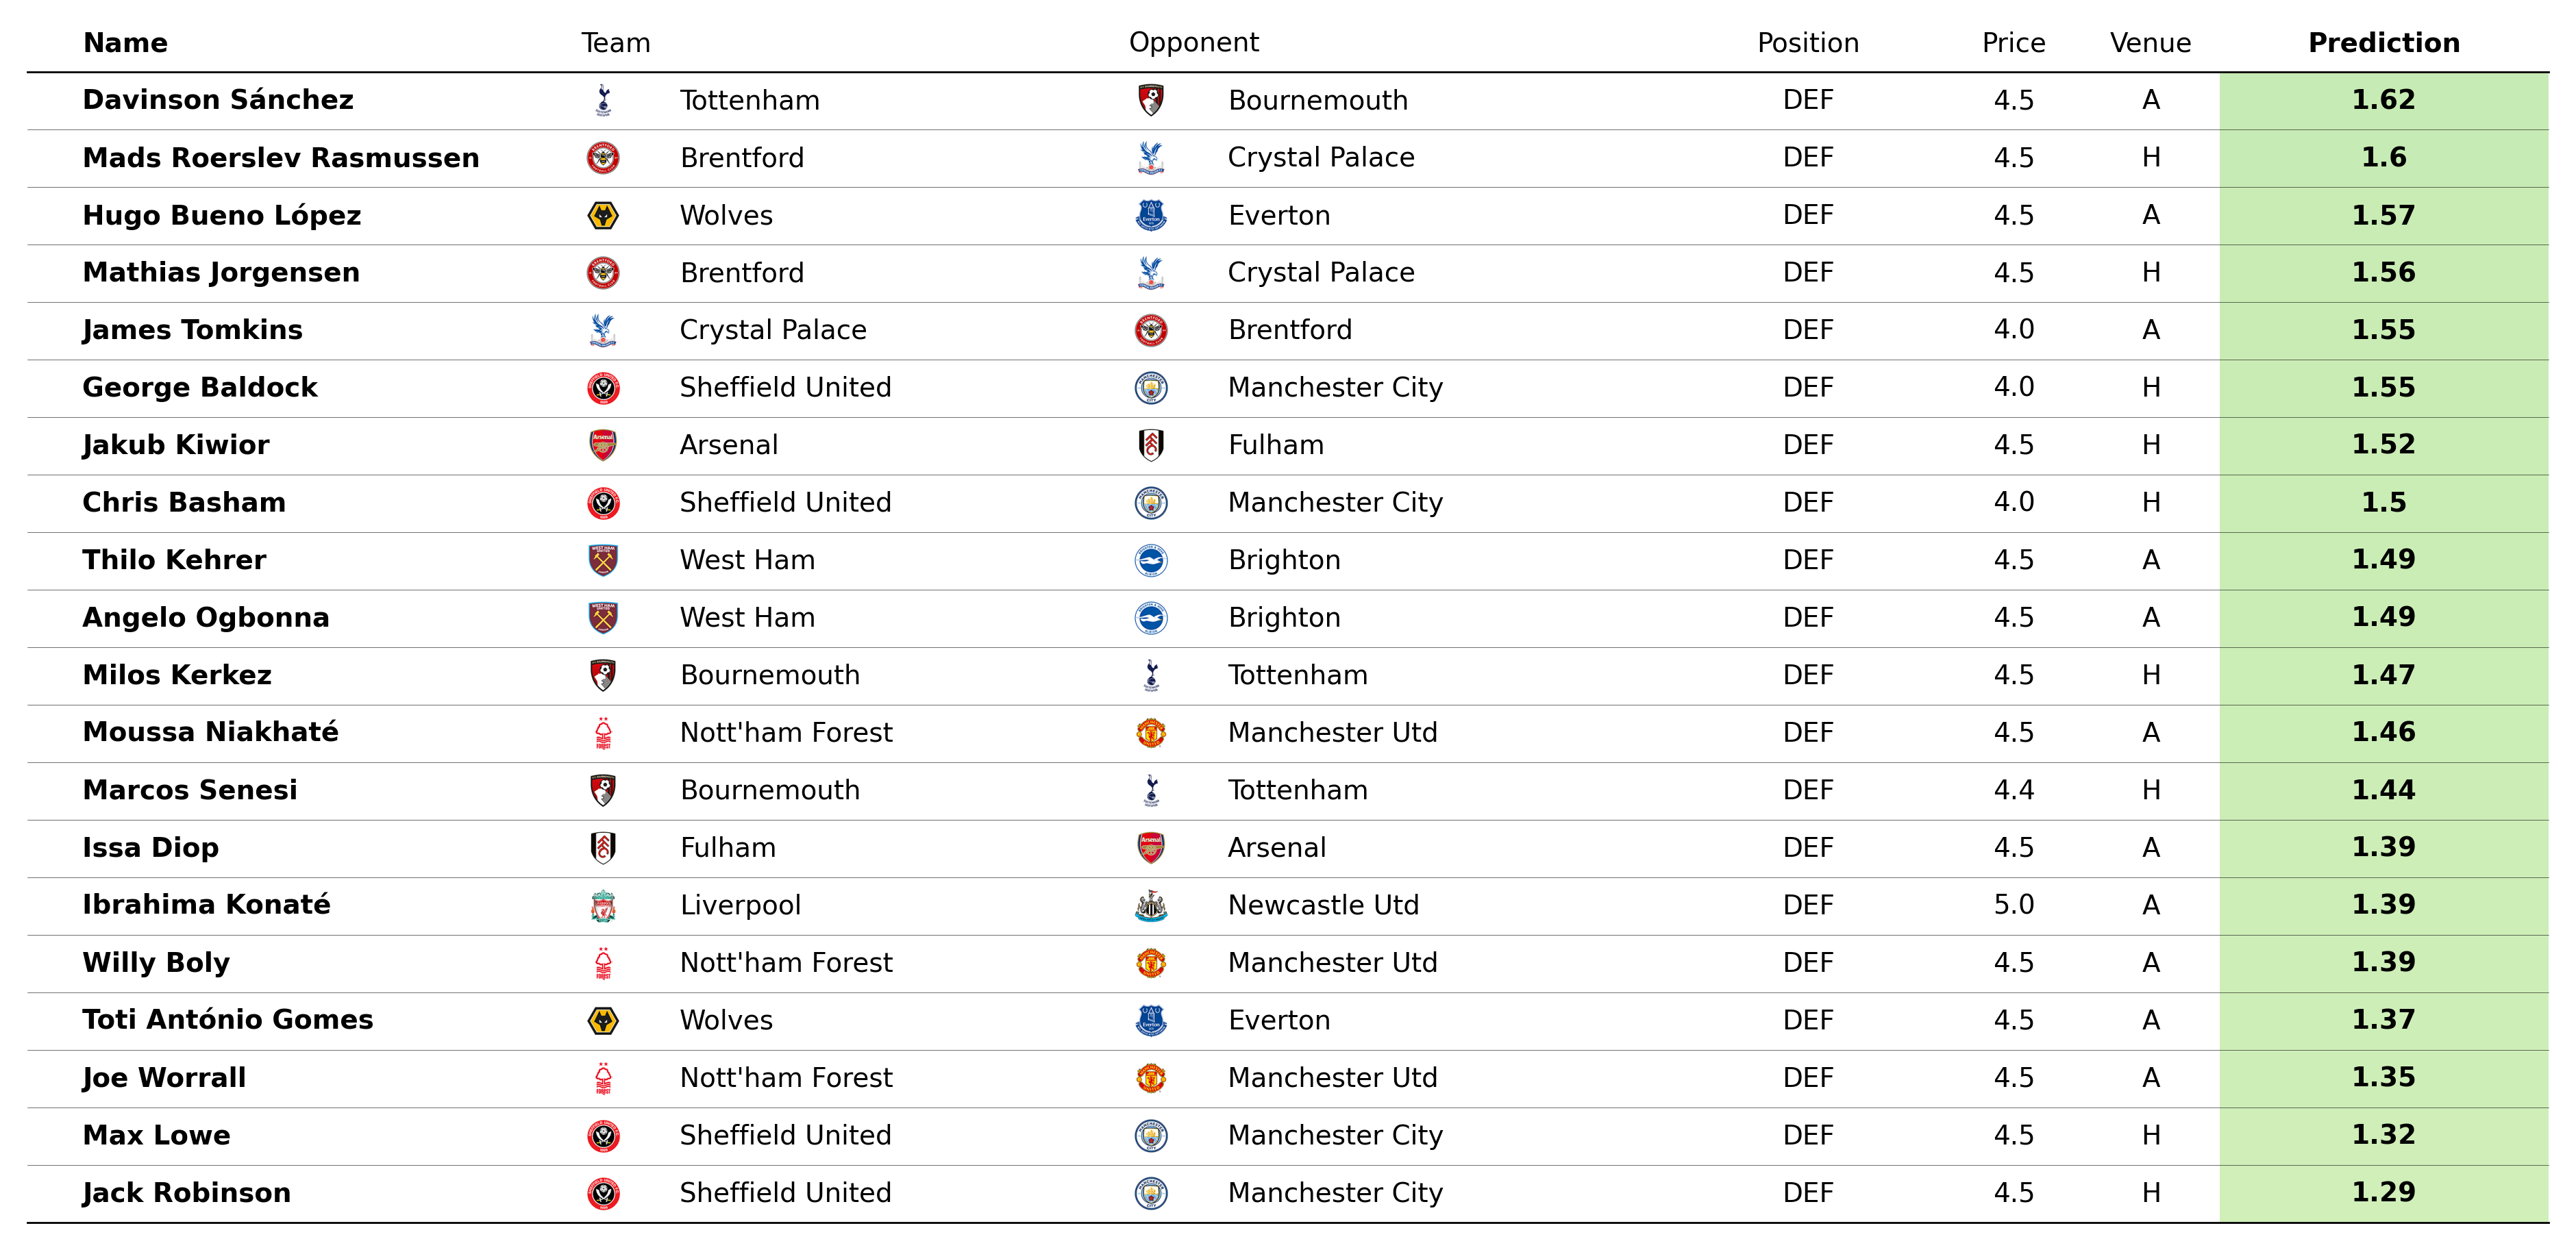 Name Team Opponent Position Price Venue Prediction
Davinson Sánchez Tottenham Bournemouth DEF 4.5 A 1.62
Mads Roerslev Rasmussen Brentford Crystal Palace DEF 4.5 H 1.6
Hugo Bueno López Wolves Everton DEF 4.5 A 1.57
Mathias Jorgensen Brentford Crystal Palace DEF 4.5 H 1.56
James Tomkins Crystal Palace Brentford DEF 4.0 A 1.55
George Baldock Sheffield United Manchester City DEF 4.0 H 1.55
Jakub Kiwior Arsenal Fulham DEF 4.5 H 1.52
Chris Basham Sheffield United Manchester City DEF 4.0 H 1.5
Thilo Kehrer West Ham Brighton DEF 4.5 A 1.49
Angelo Ogbonna West Ham Brighton DEF 4.5 A 1.49
Milos Kerkez Bournemouth Tottenham DEF 4.5 H 1.47
Moussa Niakhaté Nott'ham Forest Manchester Utd DEF 4.5 A 1.46
Marcos Senesi Bournemouth Tottenham DEF 4.4 H 1.44
Issa Diop Fulham Arsenal DEF 4.5 A 1.39
Ibrahima Konaté Liverpool Newcastle Utd DEF 5.0 A 1.39
Willy Boly Nott'ham Forest Manchester Utd DEF 4.5 A 1.39
Toti António Gomes Wolves Everton DEF 4.5 A 1.37
Joe Worrall Nott'ham Forest Manchester Utd DEF 4.5 A 1.35
Max Lowe Sheffield United Manchester City DEF 4.5 H 1.32
Jack Robinson Sheffield United Manchester City DEF 4.5 H 1.29